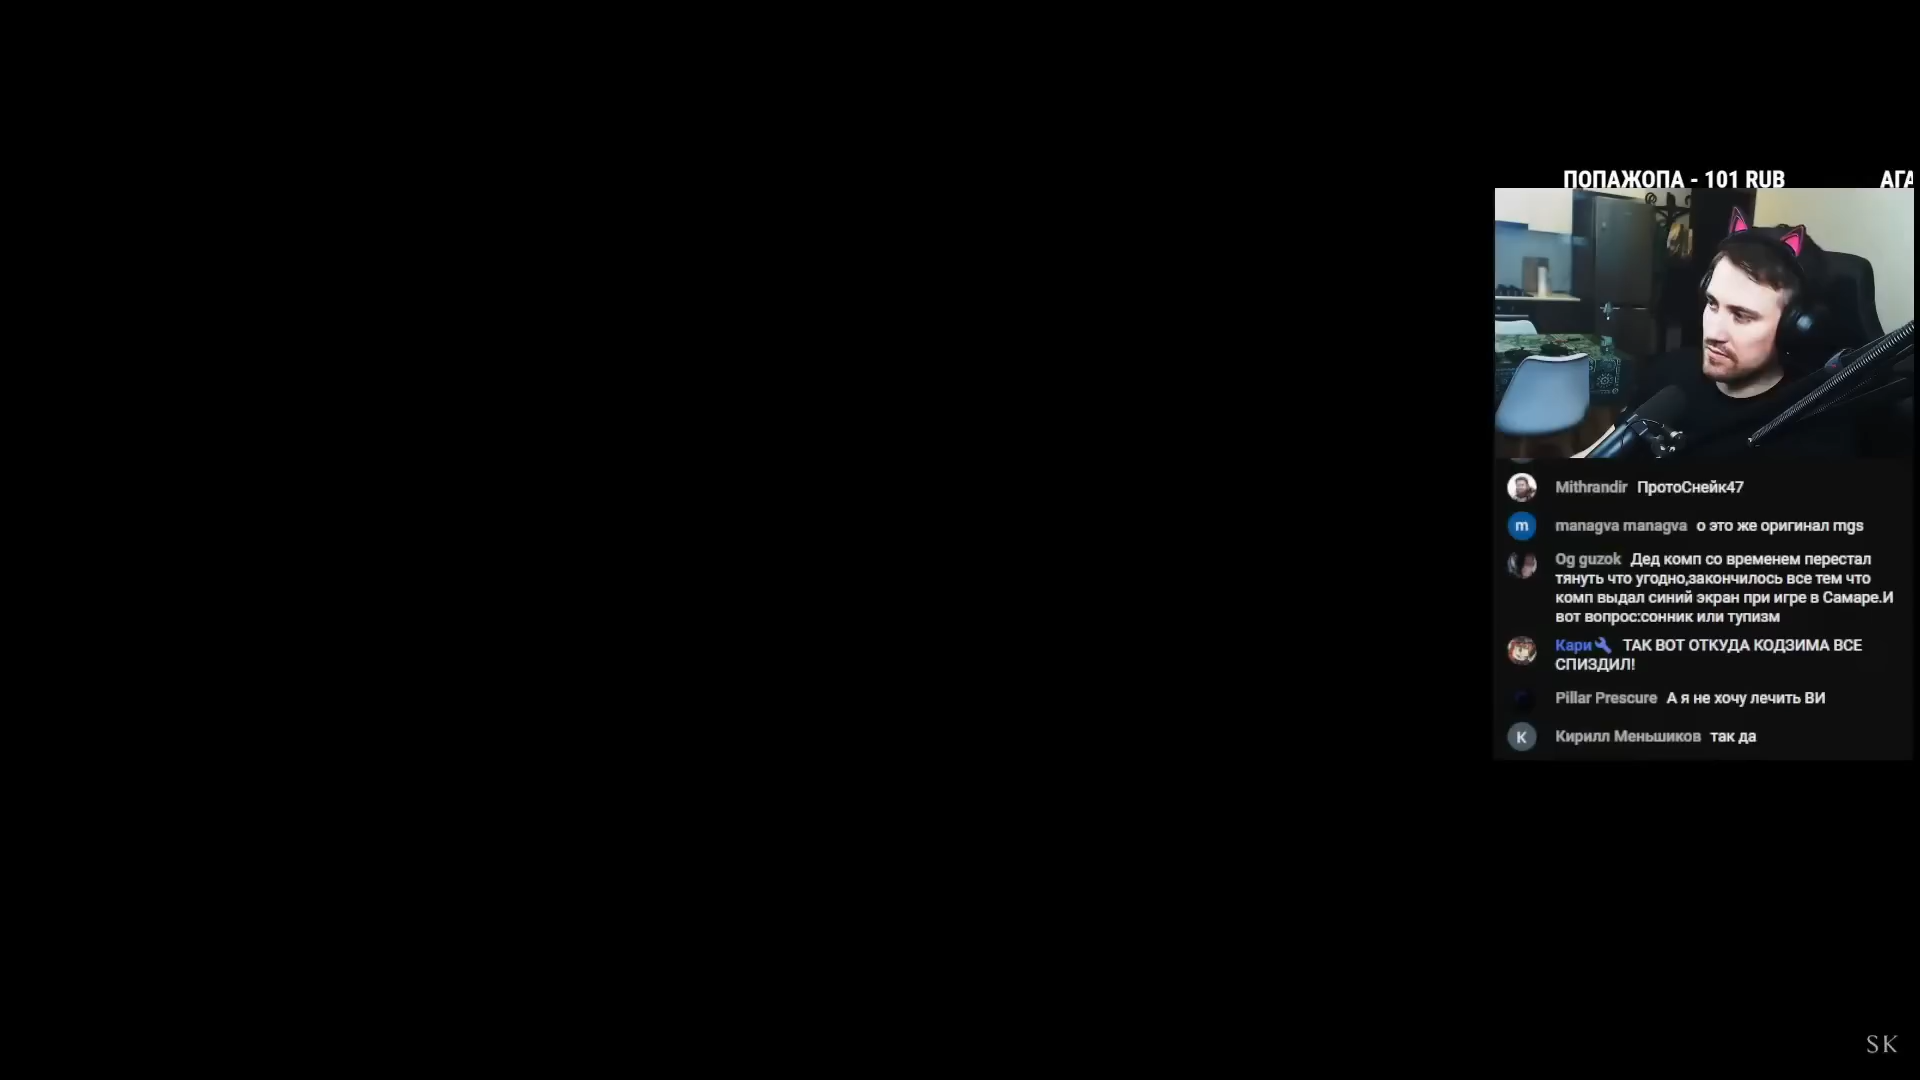 ПОПАЖОПА - 101 RUB АГА
Mithrandir ПротоСнейк47
m managva managva о это же оригинал mgs
Og guzok Дед комп со временем перестал
тянуть что угодно,закончилось все тем что
комп выдал синий экран при игре в Самаре.И
вот вопрос:сонник или тупизм
Кари ТАК ВОТ ОТКУДА КОДЗИМА ВСЕ
СПИЗДИЛ!
Pillar Prescure А я не хочу лечить ВИ
К Кирилл Меньшиков так да
SK